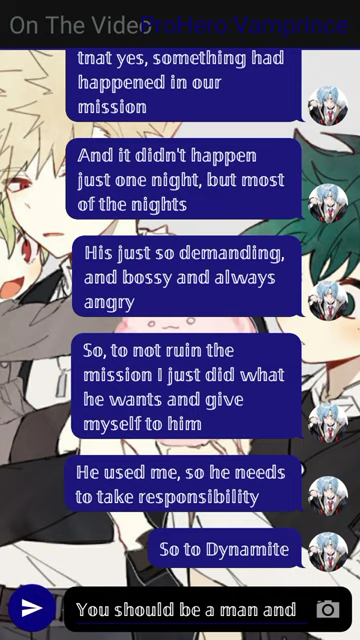 On The Video ProHero Vamprince
that yes, something had
happened in our
mission
And it didn't happen
just one night, but most
of the nights
His just so demanding,
and bossy and always
angry
So, to not ruin the
mission I just did what
he wants and give
myself to him
He used me, so he needs
to take responsibility
So to Dynamite
You should be a man and